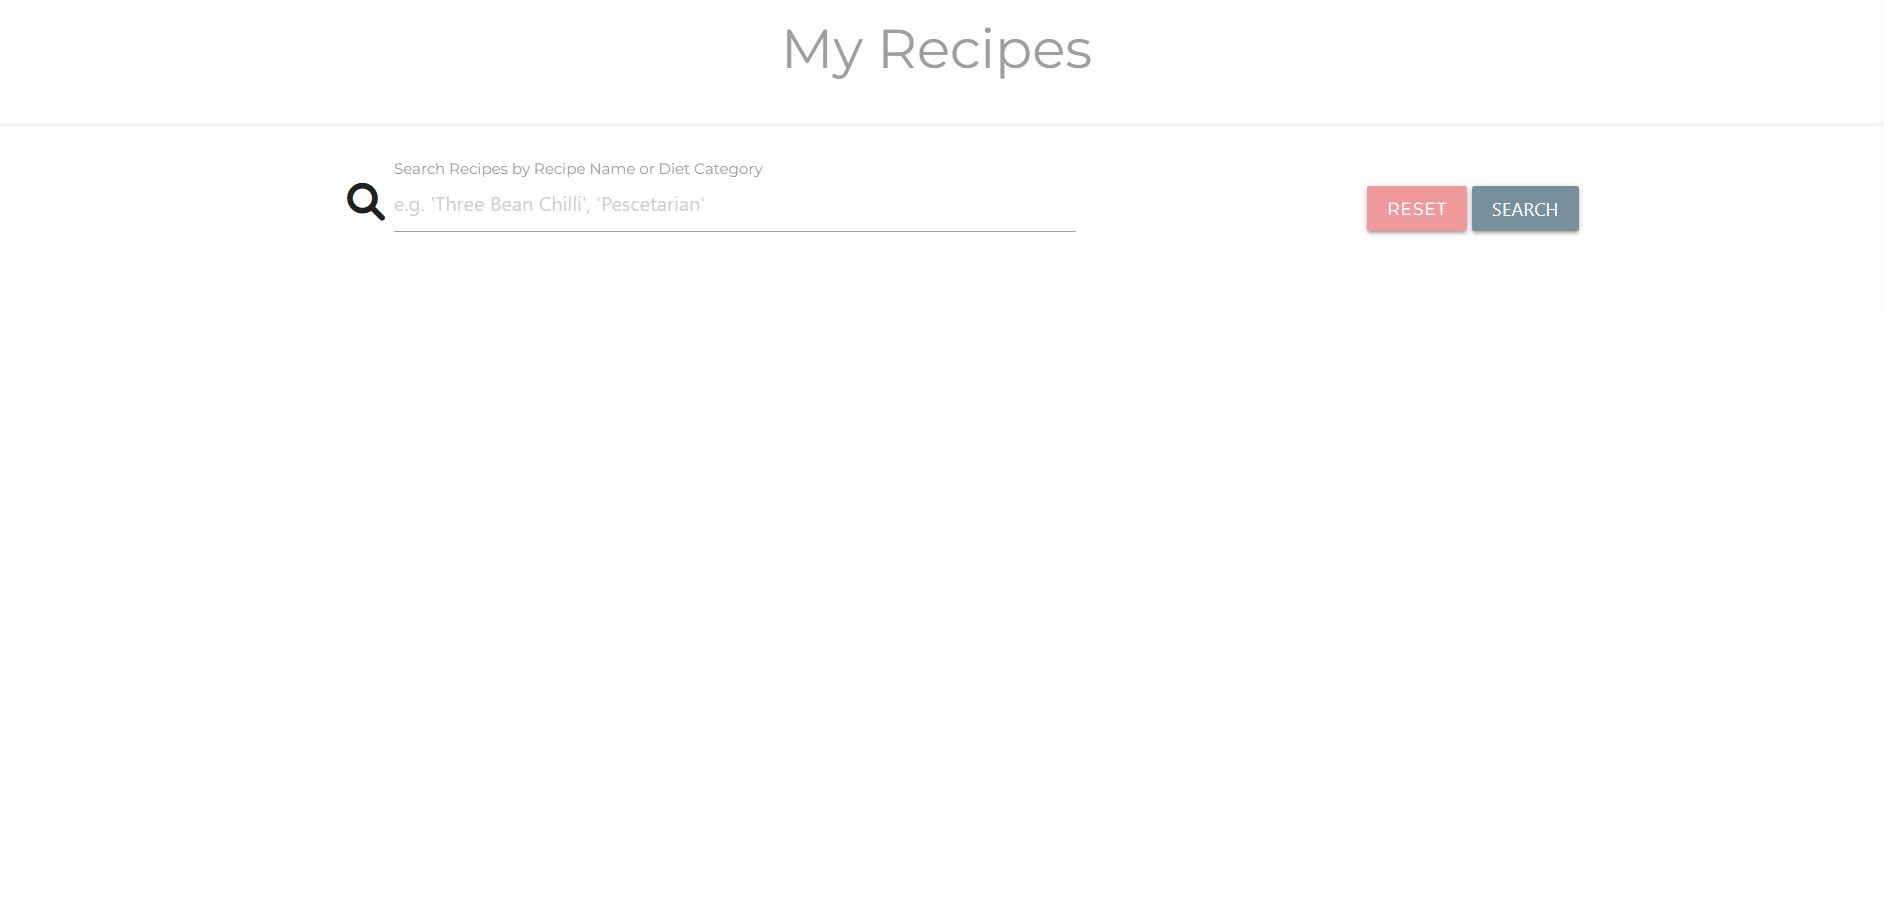 My Recipes
Search Recipes by Recipe Name or Diet Category
e.g. 'Three Bean Chilli', 'Pescetarian'
RESET SEARCH